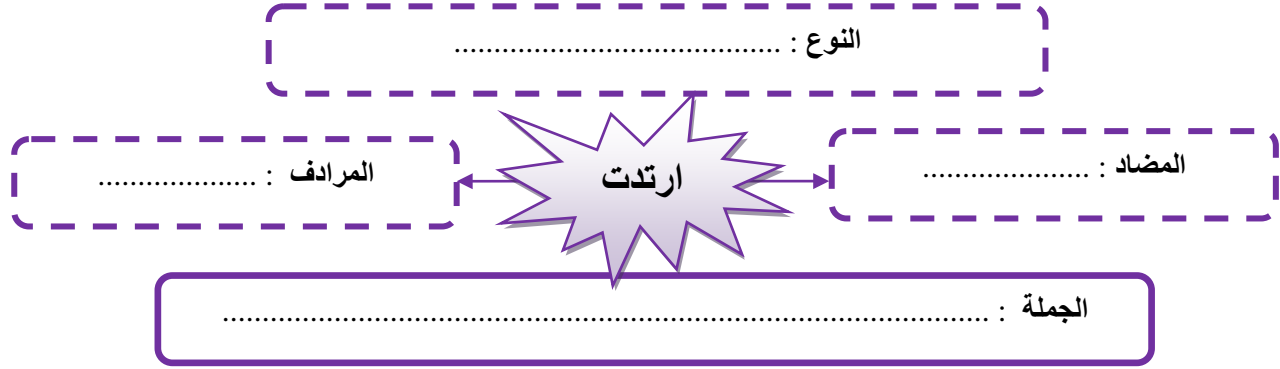 النوع : .........................................
المضاد : .....................
ارتدت
المرادف : ....................
الجملة : ................................................................................................